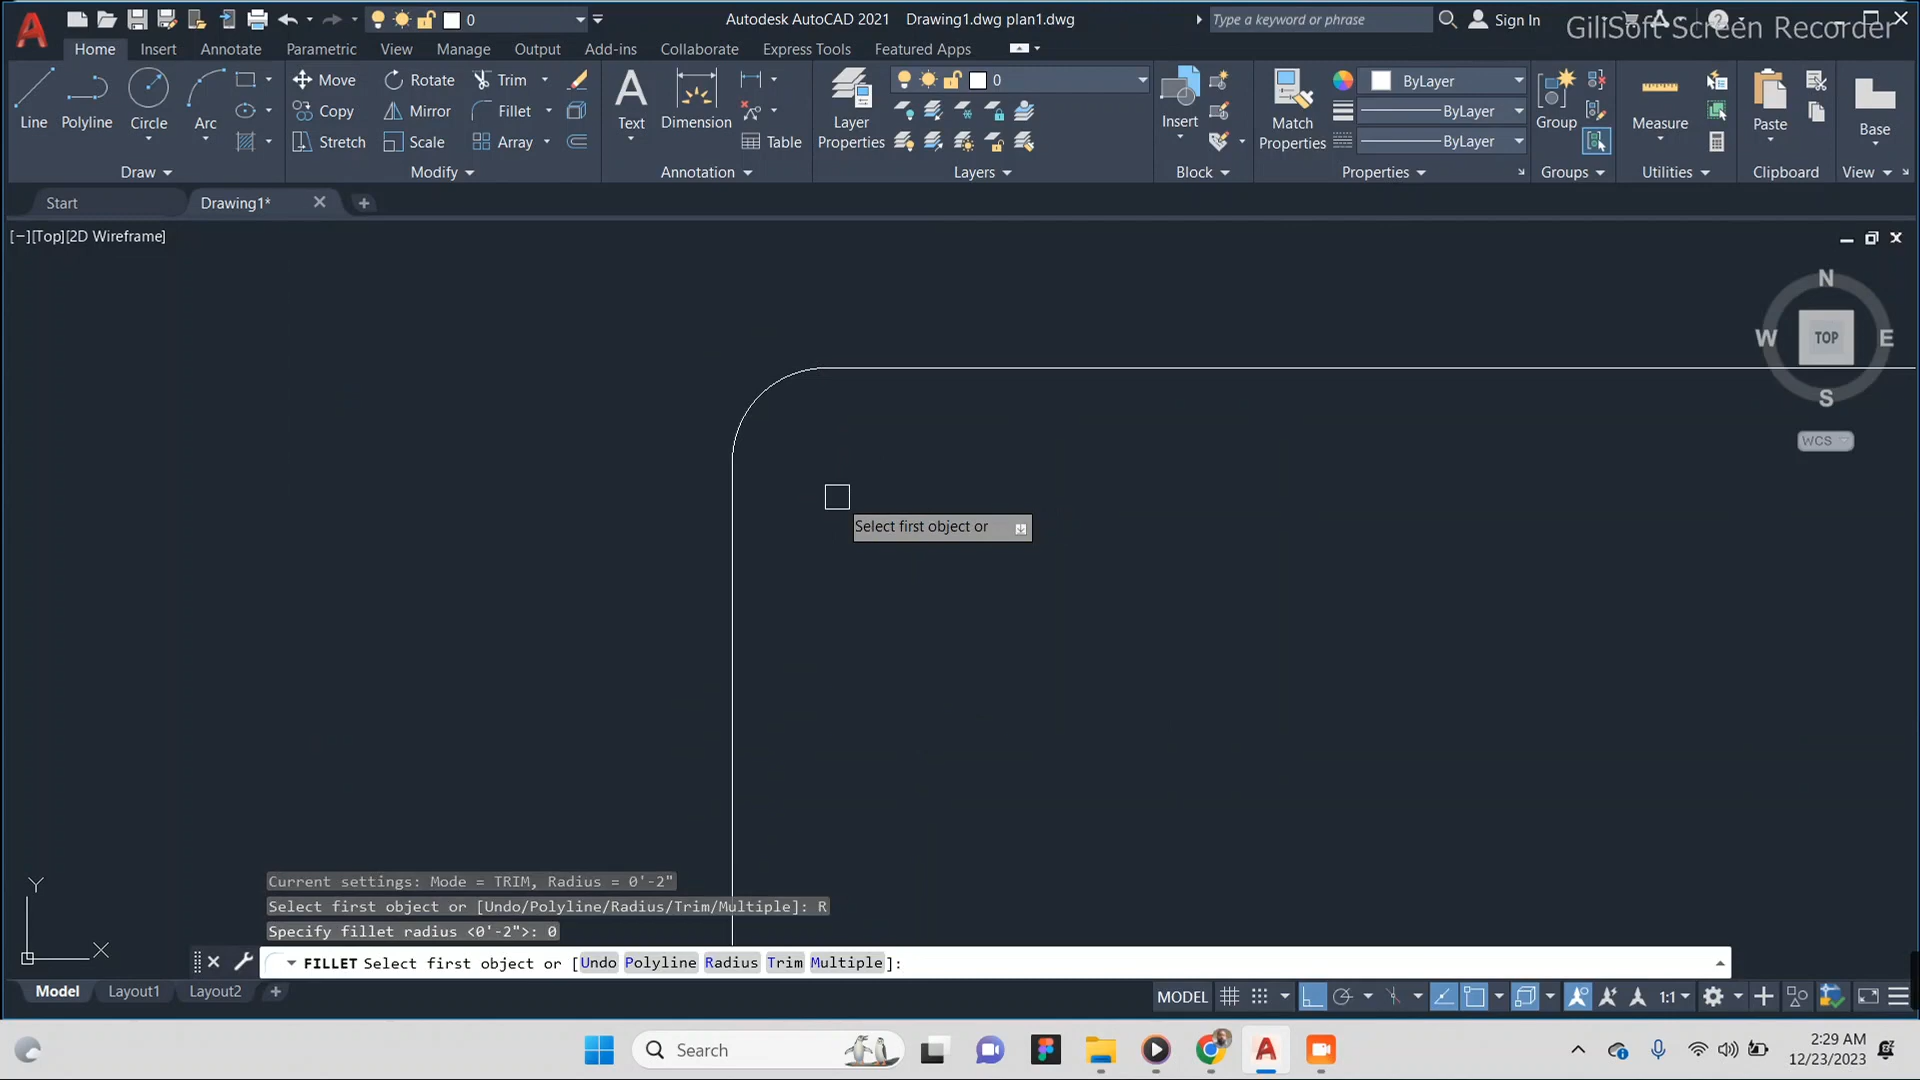 0
Autodesk AutoCAD 2021 Drawing1.dwg plan1.dwg
Type a keyword or phrase
Sign In
GiliSoft Screen Recorder
Home Insert Annotate Parametric View Manage Output Add-ins Collaborate Express Tools Featured Apps
Line Polyline Circle Arc
Draw
Move Rotate Trim
Copy Mirror Fillet
Stretch Scale Array
Modify
Text Dimension Table
Annotation
Layer Properties
0
Layers
Insert
Block
Match Properties
ByLayer
ByLayer
ByLayer
Properties
Group
Groups
Measure
Utilities
Paste
Clipboard
Base
View
Start Drawing1*
[−][Top][2D Wireframe]
N
W TOP E
S
WCS
Select first object or
Y
X
Current settings: Mode = TRIM, Radius = 0'-2"
Select first object or [Undo/Polyline/Radius/Trim/Multiple]: R
Specify fillet radius <0'-2">: 0
FILLET Select first object or [Undo Polyline Radius Trim Multiple]:
Model Layout1 Layout2
MODEL
1:1
Search
2:29 AM
12/23/2023